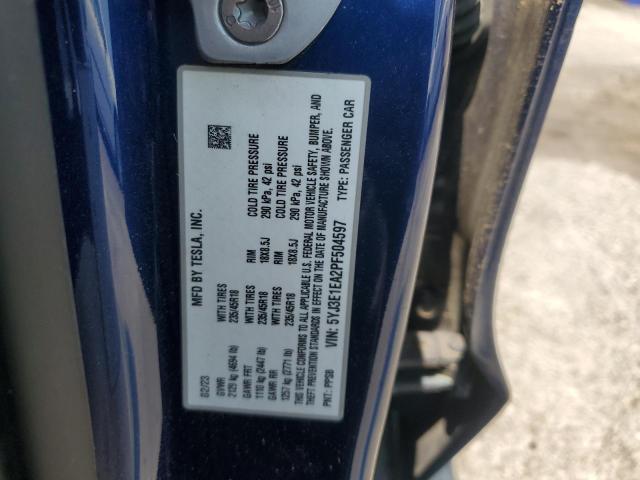 MFD BY TESLA, INC.
02/23
GVWR WITH TIRES RIM COLD TIRE PRESSURE
2129 kg (4694 lb) 235/45R18 18X8.5J 290 kPa, 42 psi
GAWR FRT WITH TIRES RIM COLD TIRE PRESSURE
1110 kg (2447 lb) 235/45R18 18X8.5J 290 kPa, 42 psi
GAWR RR WITH TIRES
1257 kg (2771 lb) 235/45R18
THIS VEHICLE CONFORMS TO ALL APPLICABLE U.S. FEDERAL MOTOR VEHICLE SAFETY, BUMPER, AND
THEFT PREVENTION STANDARDS IN EFFECT ON THE DATE OF MANUFACTURE SHOWN ABOVE.
VIN: 5YJ3E1EA2PF504597
PNT: PPSB TYPE: PASSENGER CAR